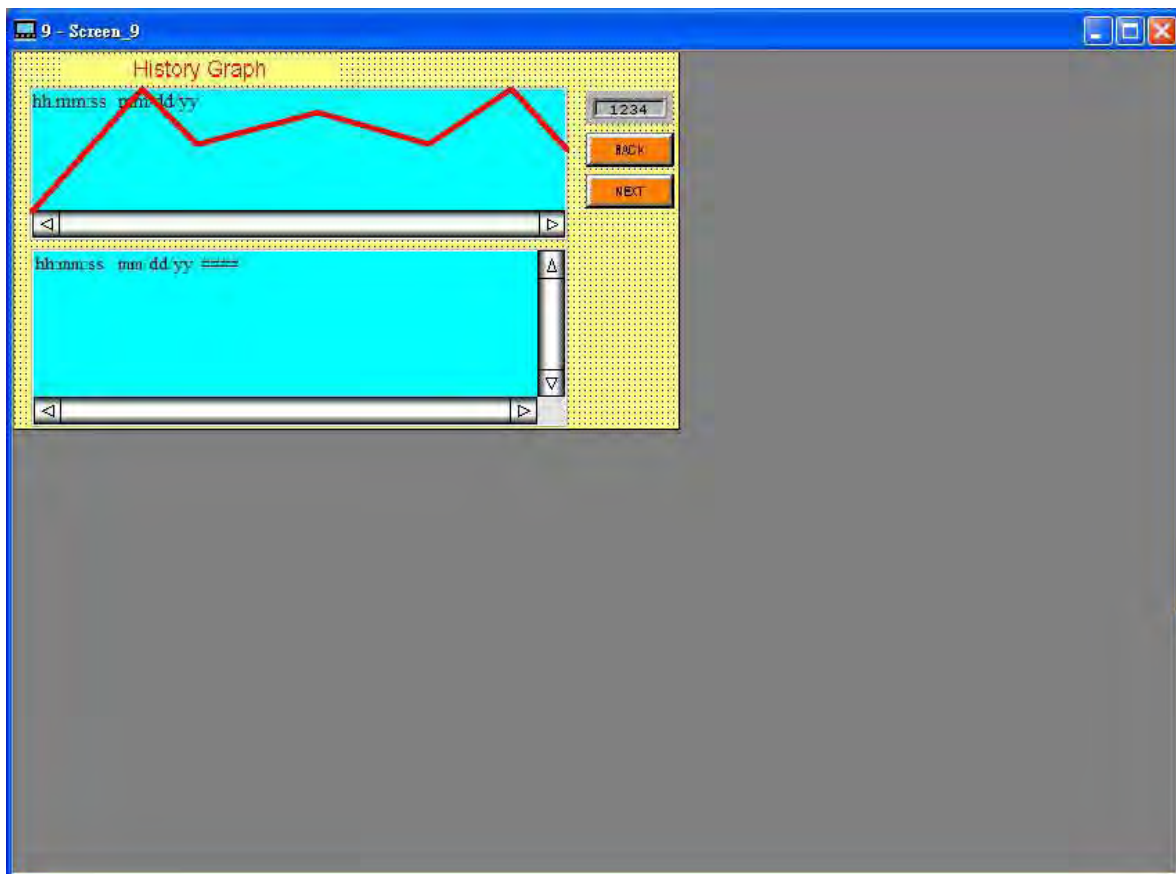 9 - Screen_9
History Graph
hh:mm:ss mm/dd/yy
1234
BACK
NEXT
hh:mm:ss mm/dd/yy ####